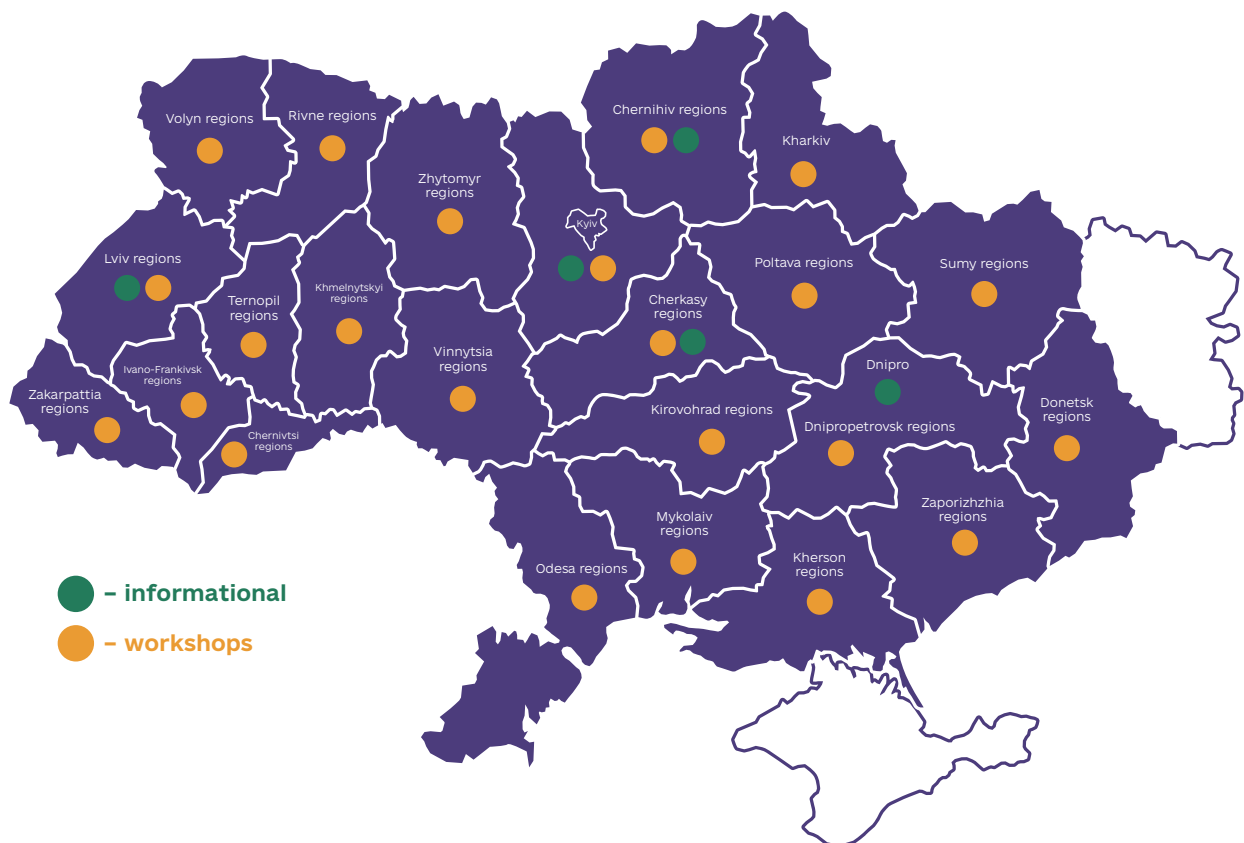 Chernihiv regions
Volyn regions
Rivne regions
Kharkiv
Zhytomyr
regions
Kyiv
Lviv regions
Ternopil
regions
Khmelnytskyi
regions
Cherkasy
regions
Poltava regions
Sumy regions
Vinnytsia
regions
Ivano-Frankivsk
regions
Zakarpattia
regions
Chernivtsi
regions
Kirovohrad regions
Dnipro
Dnipropetrovsk regions
Donetsk
regions
Zaporizhzhia
regions
Mykolaiv
regions
Kherson
regions
Odesa regions
– informational
– workshops